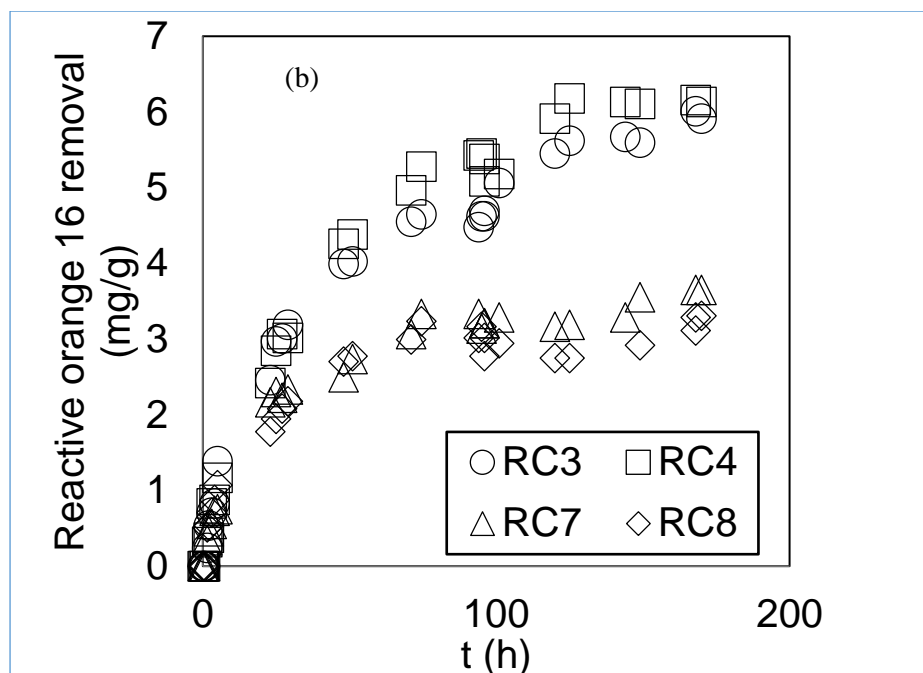 Reactive orange 16 removal
(mg/g)
7
6
5
4
3
2
1
0
(b)
RC3
RC4
RC7
RC8
0
100
200
t (h)